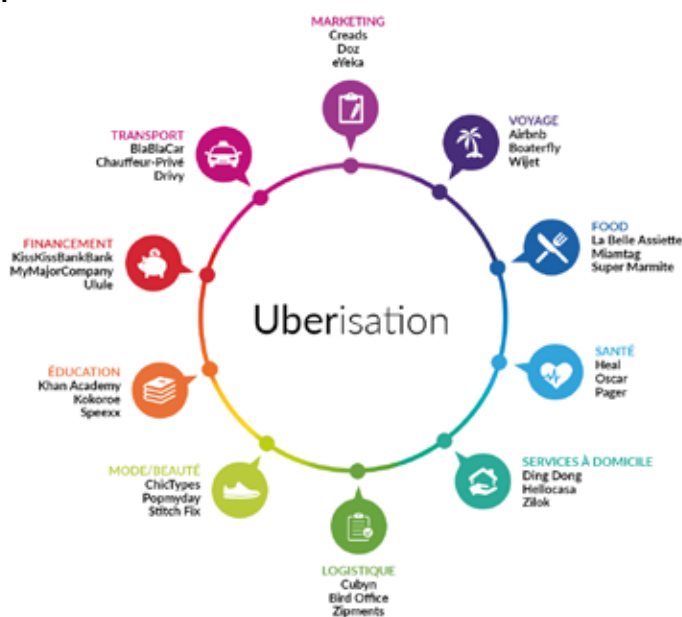 MARKETING
Creads
Doz
eYeka
VOYAGE
Airbnb
Boaterfly
Wijet
FOOD
La Belle Assiette
Miamtag
Super Marmite
SANTÉ
Heal
Oscar
Pager
SERVICES À DOMICILE
Ding Dong
Hellocasa
Zilok
LOGISTIQUE
Cubyn
Bird Office
Zipments
MODE/BEAUTÉ
ChicTypes
Popmyday
Stitch Fix
ÉDUCATION
Khan Academy
Kokoroe
Speexx
FINANCEMENT
KissKissBankBank
MyMajorCompany
Ulule
TRANSPORT
BlaBlaCar
Chauffeur-Privé
Drivy
Uberisation